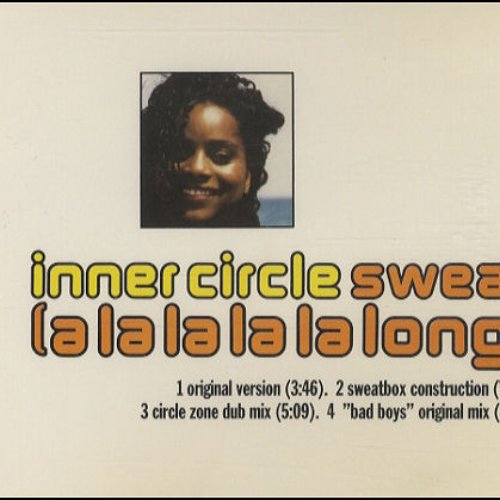 inner circle swea
(a la la la la long
1 original version (3:46). 2 sweatbox construction (
3 circle zone dub mix (5:09). 4 "bad boys" original mix (